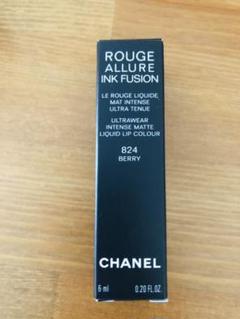 ROUGE
ALLURE
INK FUSION
LE ROUGE LIQUIDE
MAT INTENSE
ULTRA TENUE
ULTRAWEAR
INTENSE MATTE
LIQUID LIP COLOUR
824
BERRY
CHANEL
6 ml 0.20 FL.OZ.